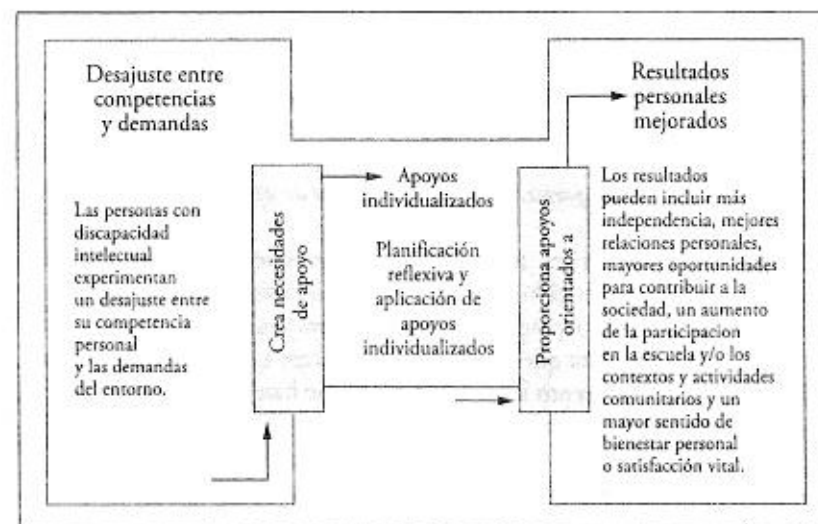 Desajuste entre
competencias
y demandas
Las personas con
discapacidad
intelectual
experimentan
un desajuste entre
su competencia
personal
y las demandas
del entorno.
Crea necesidades
de apoyo
Apoyos
individualizados
Planificación
reflexiva y
aplicación de
apoyos
individualizados
Proporciona apoyos
orientados a
Resultados
personales
mejorados
Los resultados
pueden incluir más
independencia, mejores
relaciones personales,
mayores oportunidades
para contribuir a la
sociedad, un aumento
de la participacion
en la escuela y/o los
contextos y actividades
comunitarios y un
mayor sentido de
bienestar personal
o satisfacción vital.